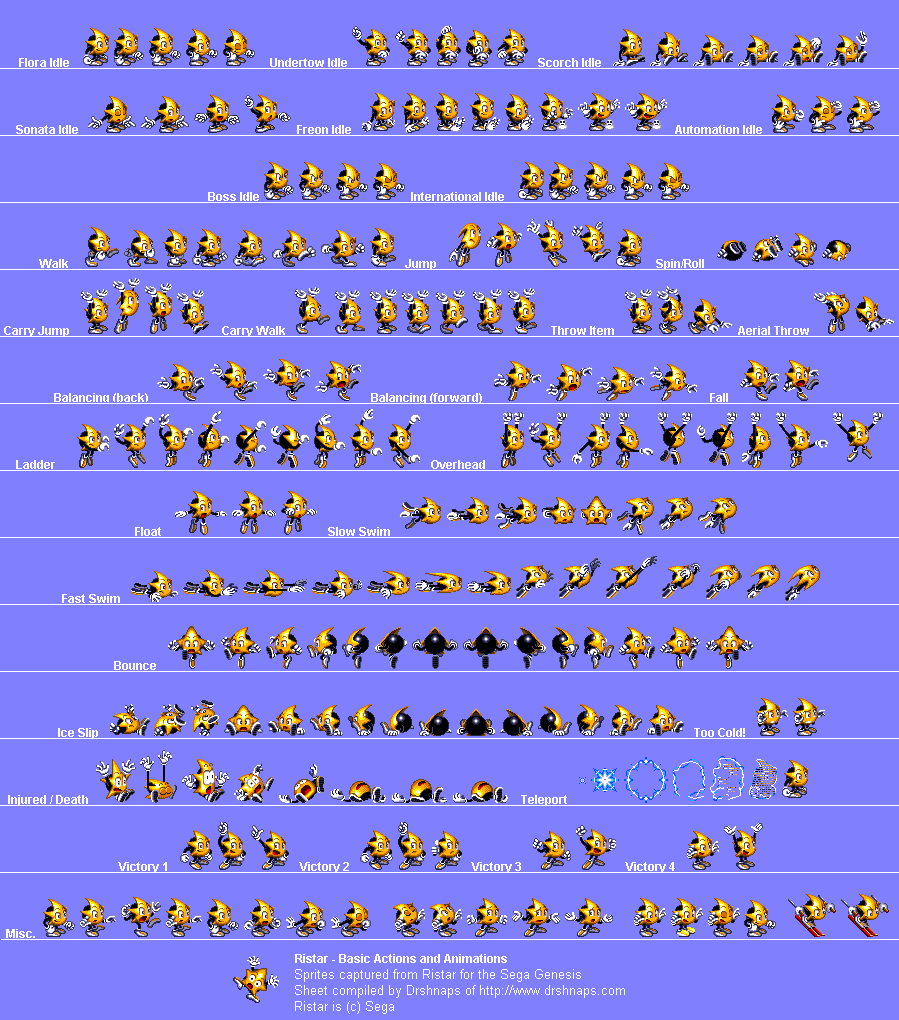 Flora Idle Undertow Idle Scorch Idle
Sonata Idle Freon Idle Automation Idle
Boss Idle International Idle
Walk Jump Spin/Roll
Carry Jump Carry Walk Throw Item Aerial Throw
Balancing (back) Balancing (forward) Fall
Ladder Overhead
Float Slow Swim
Fast Swim
Bounce
Ice Slip Too Cold!
Injured / Death Teleport
Victory 1 Victory 2 Victory 3 Victory 4
Misc.
Ristar - Basic Actions and Animations
Sprites captured from Ristar for the Sega Genesis
Sheet compiled by Drshnaps of http://www.drshnaps.com
Ristar is (c) Sega